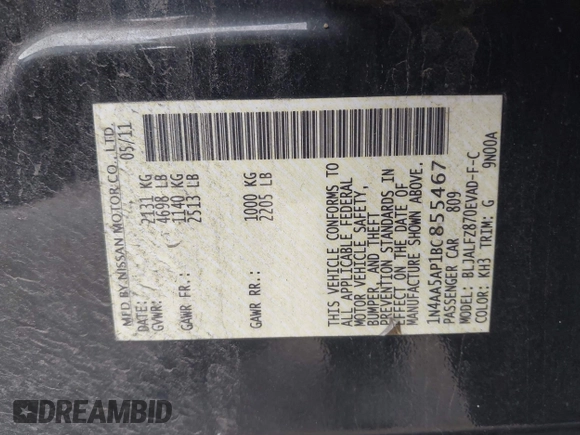 MFD BY NISSAN MOTOR CO., LTD.
DATE: 05/11
GVWR: 2131 KG
4698 LB
GAWR FR.: 1140 KG
2513 LB
GAWR RR.: 1000 KG
2205 LB
THIS VEHICLE CONFORMS TO
ALL APPLICABLE FEDERAL
MOTOR VEHICLE SAFETY,
BUMPER, AND THEFT
PREVENTION STANDARDS IN
EFFECT ON THE DATE OF
MANUFACTURE SHOWN ABOVE.
1N4AA5AP1BC855467
PASSENGER CAR 809
MODEL: BLJALFZ870EVAD-F-C
COLOR: KH3 TRIM: G 9N00A
DREAMBID